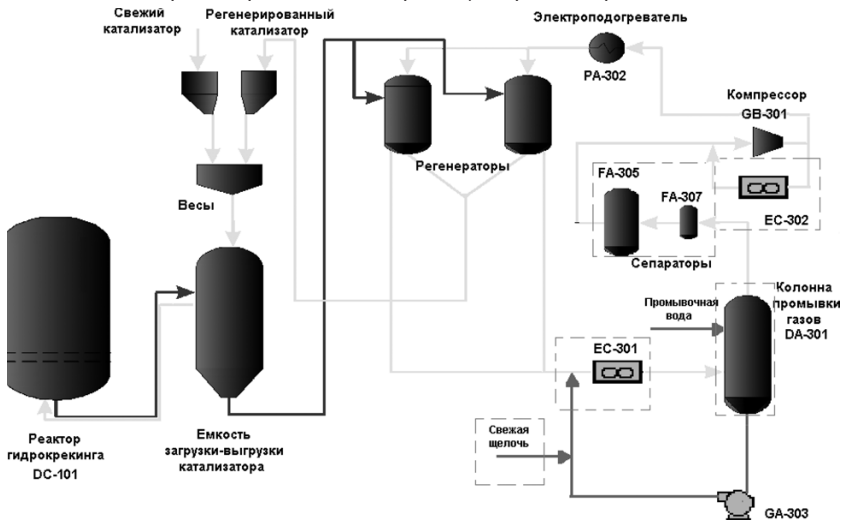 Свежий
катализатор
Регенерированный
катализатор
Электроподогреватель
PA-302
Компрессор
GB-301
Регенераторы
FA-305
FA-307
EC-302
Весы
Сепараторы
Колонна
промывки
газов
DA-301
Промывочная
вода
EC-301
Свежая
щелочь
Реактор
гидрокрекинга
DC-101
Емкость
загрузки-выгрузки
катализатора
GA-303